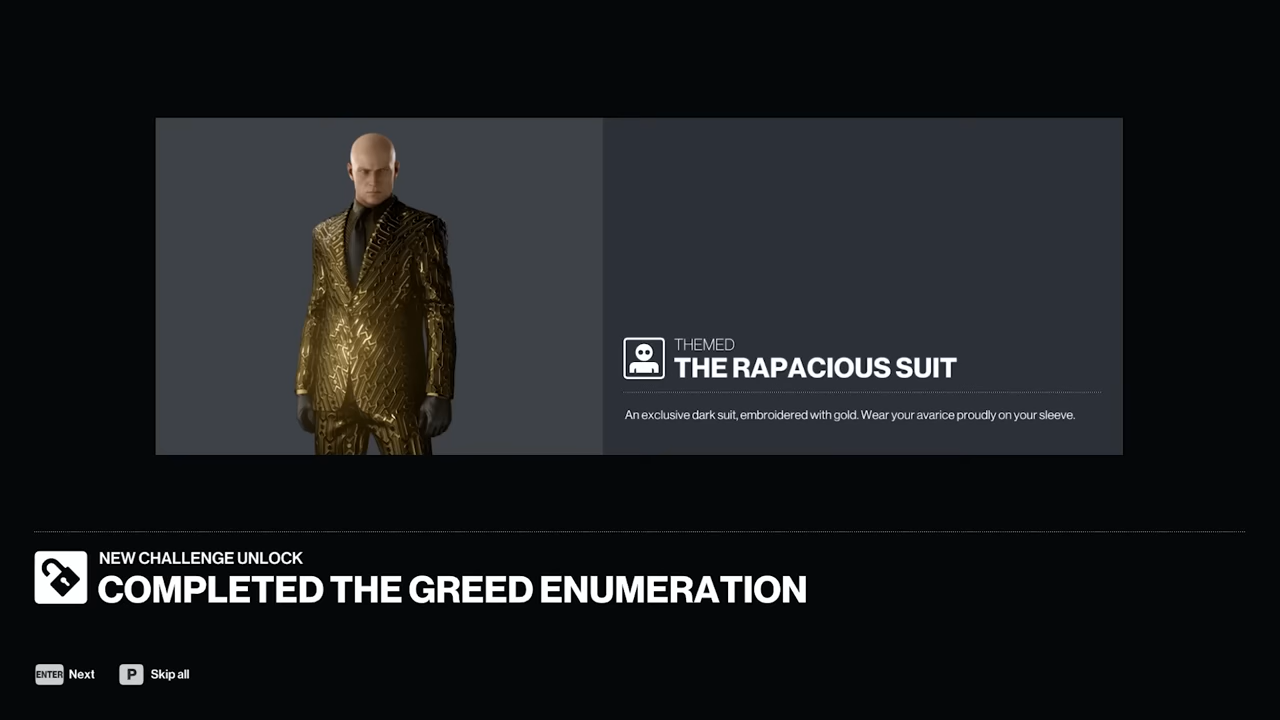 THEMED
THE RAPACIOUS SUIT
An exclusive dark suit, embroidered with gold. Wear your avarice proudly on your sleeve.
NEW CHALLENGE UNLOCK
COMPLETED THE GREED ENUMERATION
ENTER Next P Skip all